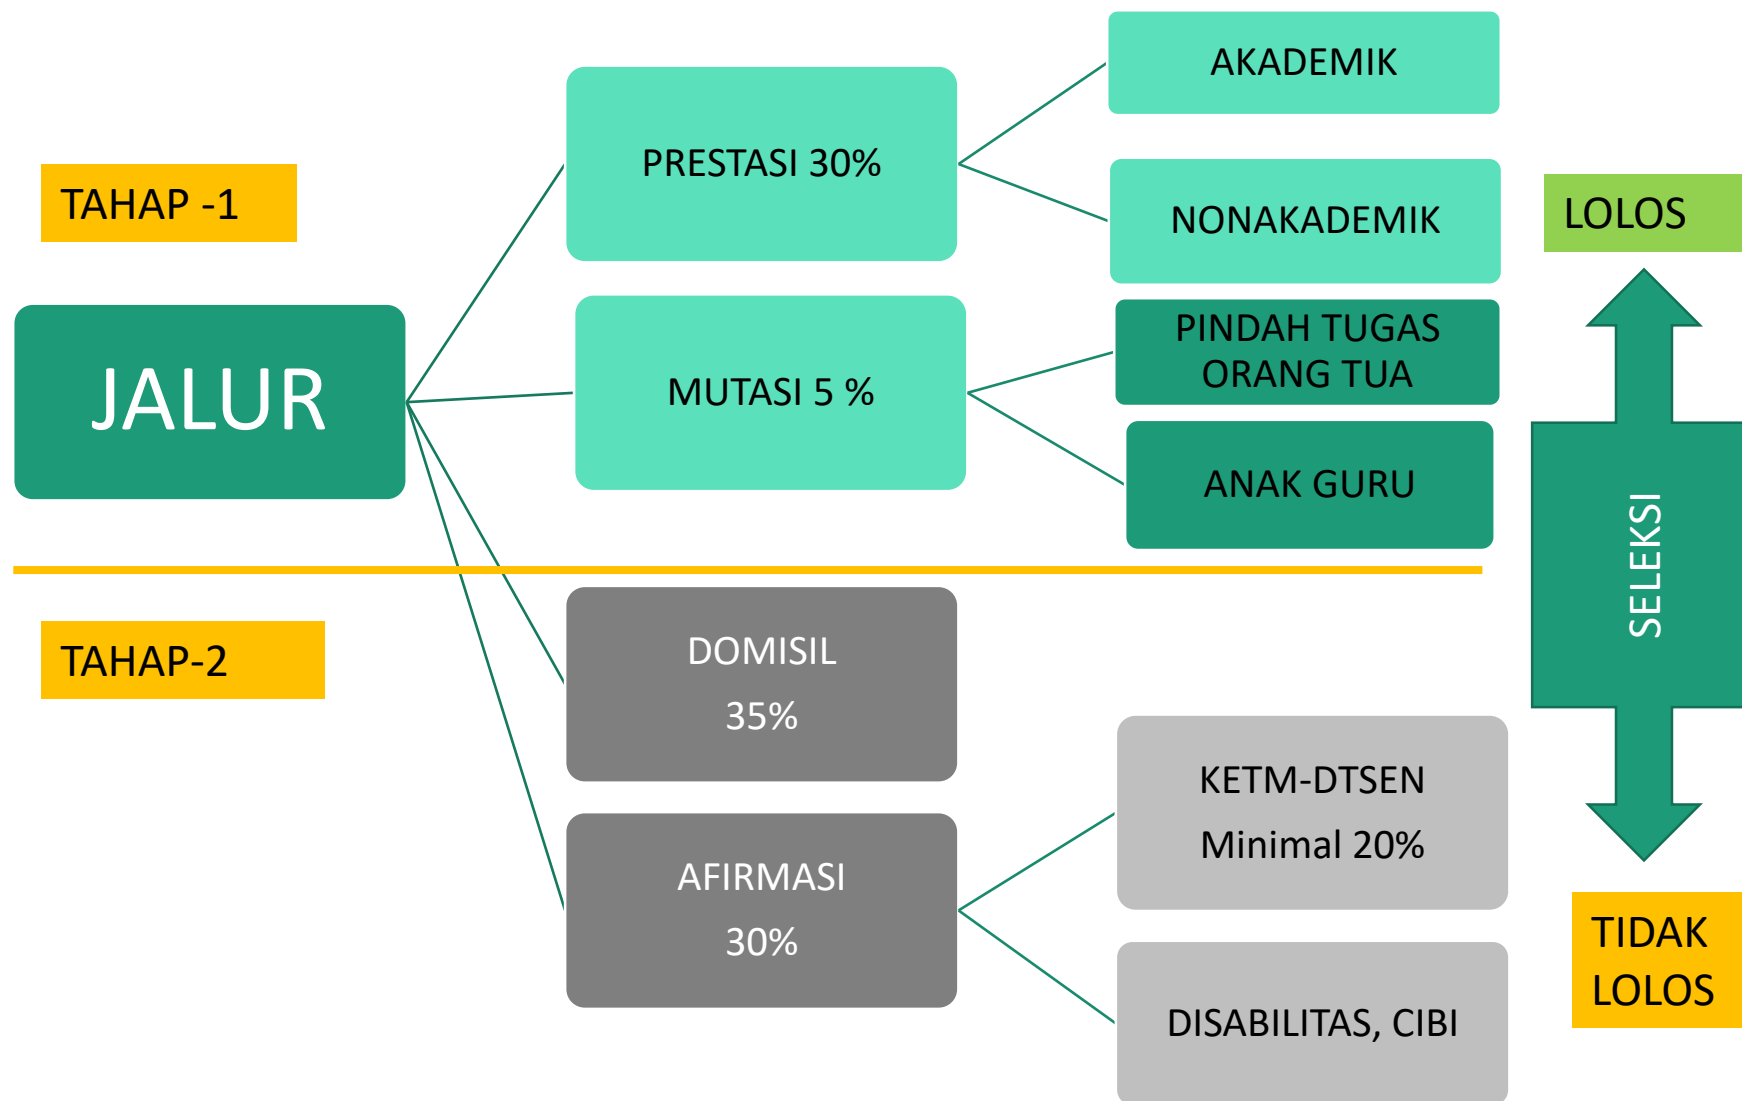 TAHAP -1
JALUR
PRESTASI 30%
AKADEMIK
NONAKADEMIK
MUTASI 5 %
PINDAH TUGAS
ORANG TUA
ANAK GURU
TAHAP-2
DOMISIL
35%
AFIRMASI
30%
KETM-DTSEN
Minimal 20%
DISABILITAS, CIBI
LOLOS
SELEKSI
TIDAK
LOLOS